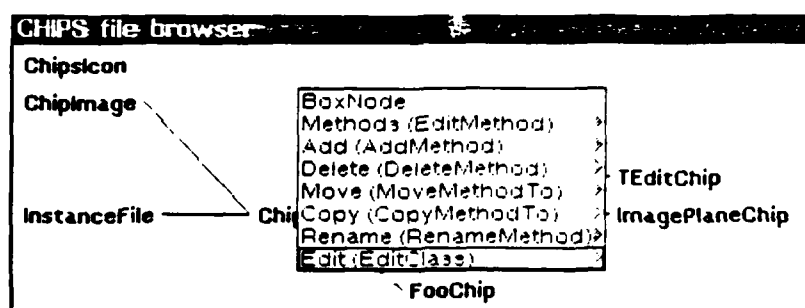 CHIPS file browser
ChipsIcon
ChipImage
BoxNode
Methods (EditMethod)
Add (AddMethod)
Delete (DeleteMethod)
TEditChip
Move (MoveMethodTo)
InstanceFile Chip Copy (CopyMethodTo) ImagePlaneChip
Rename (RenameMethod)
Edit (EditClass)
FooChip